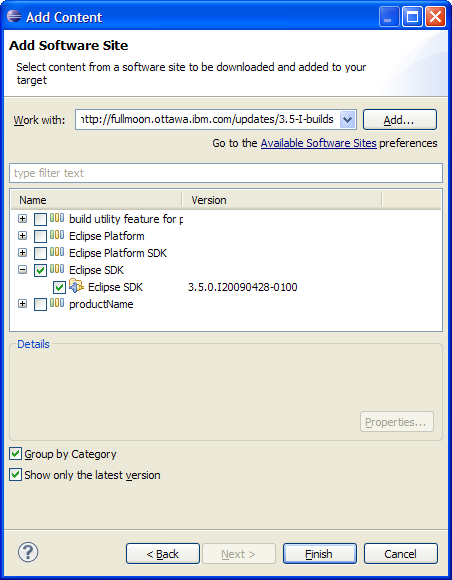 Add Content
Add Software Site
Select content from a software site to be downloaded and added to your
target
Work with: http://fullmoon.ottawa.ibm.com/updates/3.5-I-builds Add...
Go to the Available Software Sites preferences
type filter text
Name Version
build utility feature for p
Eclipse Platform
Eclipse Platform SDK
Eclipse SDK
Eclipse SDK 3.5.0.I20090428-0100
productName
Details
Properties...
Group by Category
Show only the latest version
? < Back Next > Finish Cancel